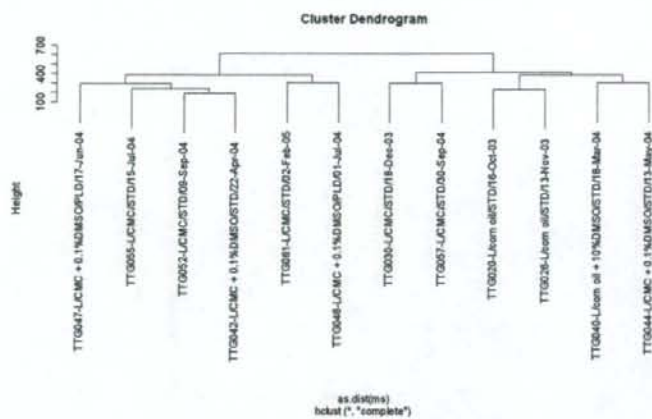 Cluster Dendrogram
700
400
100
Height
TTG047-L/CMC + 0.1%DMSO/PLD/17-Jun-04
TTG055-L/CMC/STD/15-Jul-04
TTG052-L/CMC/STD/09-Sep-04
TTG042-L/CMC + 0.1%DMSO/STD/22-Apr-04
TTG061-L/CMC/STD/02-Feb-05
TTG048-L/CMC + 0.1%DMSO/PLD/01-Jul-04
TTG030-L/CMC/STD/18-Dec-03
TTG057-L/CMC/STD/30-Sep-04
TTG020-L/corn oil/STD/16-Oct-03
TTG026-L/corn oil/STD/13-Nov-03
TTG040-L/corn oil + 10%DMSO/STD/18-Mar-04
TTG044-L/CMC + 0.1%DMSO/STD/13-May-04
as.dist(ms)
hclust (*, "complete")